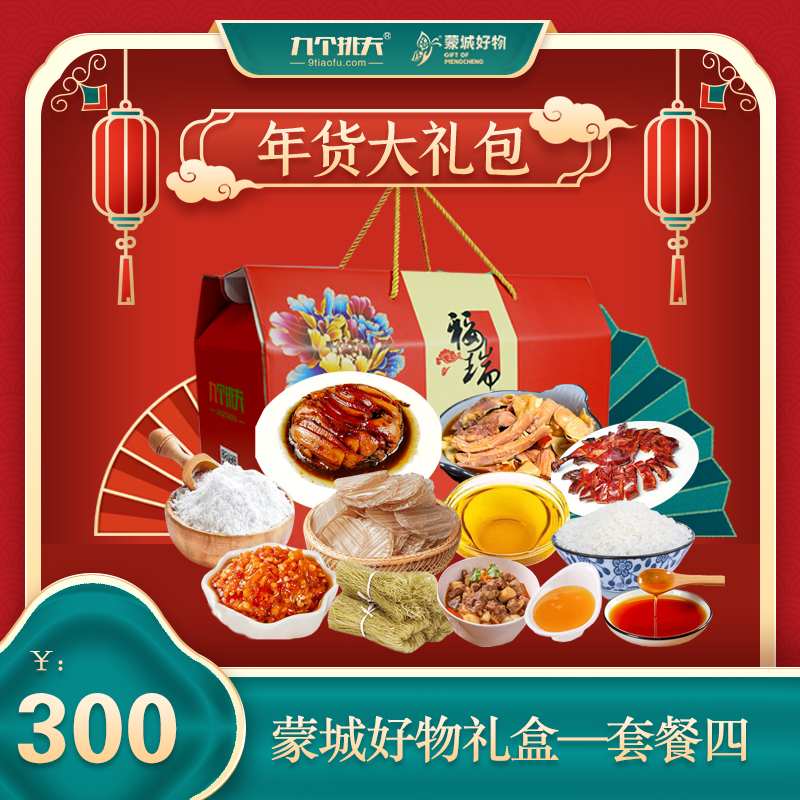 九个挑夫®
9tiaofu.com
蒙城好物
GIFT OF
MENGCHENG
年货大礼包
福瑞
九个挑夫
¥:
300
蒙城好物礼盒—套餐四